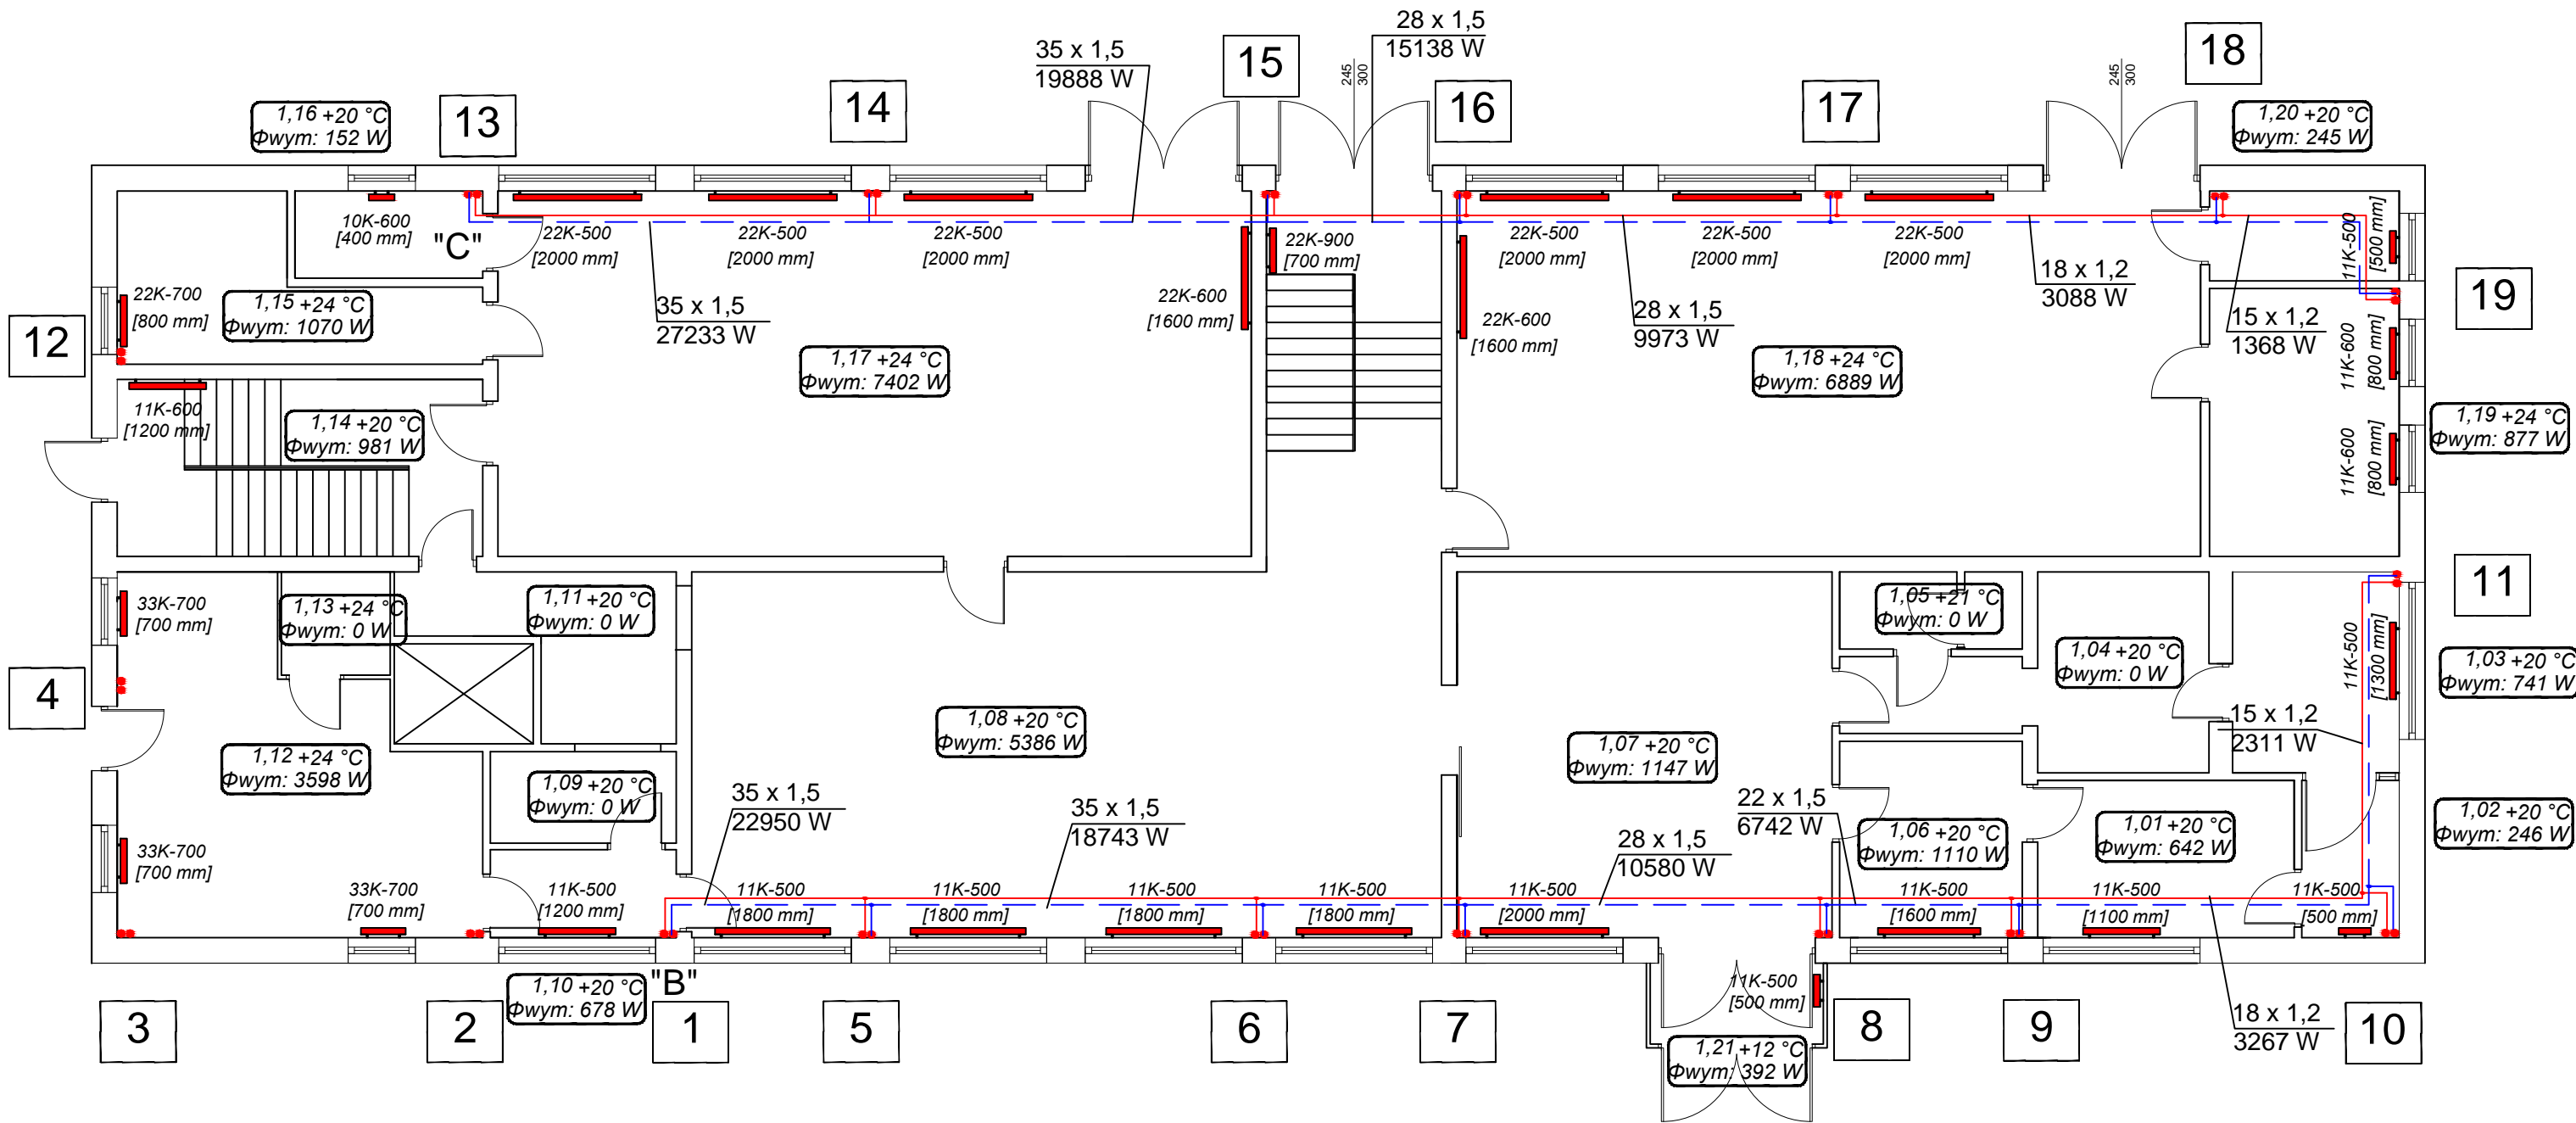 28 x 1,5
15138 W
35 x 1,5
19888 W
15
18
245
300
245
300
14
16
17
13
1,16 +20 °C
Φwym: 152 W
1,20 +20 °C
Φwym: 245 W
10K-600
[400 mm]
"C"
22K-500
[2000 mm]
22K-500
[2000 mm]
22K-500
[2000 mm]
22K-900
[700 mm]
22K-500
[2000 mm]
22K-500
[2000 mm]
22K-500
[2000 mm]
11K-500
[500 mm]
18 x 1,2
3088 W
22K-700
[800 mm]
1,15 +24 °C
Φwym: 1070 W
35 x 1,5
27233 W
22K-600
[1600 mm]
22K-600
[1600 mm]
28 x 1,5
9973 W
15 x 1,2
1368 W
19
12
1,17 +24 °C
Φwym: 7402 W
1,18 +24 °C
Φwym: 6889 W
11K-600
[800 mm]
11K-600
[1200 mm]
1,14 +20 °C
Φwym: 981 W
11K-600
[800 mm]
1,19 +24 °C
Φwym: 877 W
33K-700
[700 mm]
1,13 +24 °C
Φwym: 0 W
1,11 +20 °C
Φwym: 0 W
1,05 +21 °C
Φwym: 0 W
11
4
1,04 +20 °C
Φwym: 0 W
11K-500
[1300 mm]
1,03 +20 °C
Φwym: 741 W
1,12 +24 °C
Φwym: 3598 W
1,08 +20 °C
Φwym: 5386 W
1,07 +20 °C
Φwym: 1147 W
15 x 1,2
2311 W
1,09 +20 °C
Φwym: 0 W
35 x 1,5
22950 W
35 x 1,5
18743 W
28 x 1,5
10580 W
22 x 1,5
6742 W
1,06 +20 °C
Φwym: 1110 W
1,01 +20 °C
Φwym: 642 W
1,02 +20 °C
Φwym: 246 W
33K-700
[700 mm]
33K-700
[700 mm]
11K-500
[1200 mm]
11K-500
[1800 mm]
11K-500
[1800 mm]
11K-500
[1800 mm]
11K-500
[1800 mm]
11K-500
[2000 mm]
11K-500
[1600 mm]
11K-500
[1100 mm]
11K-500
[500 mm]
1,10 +20 °C
Φwym: 678 W
"B"
11K-500
[500 mm]
3
2
1
5
6
7
8
9
18 x 1,2
3267 W
10
1,21 +12 °C
Φwym: 392 W